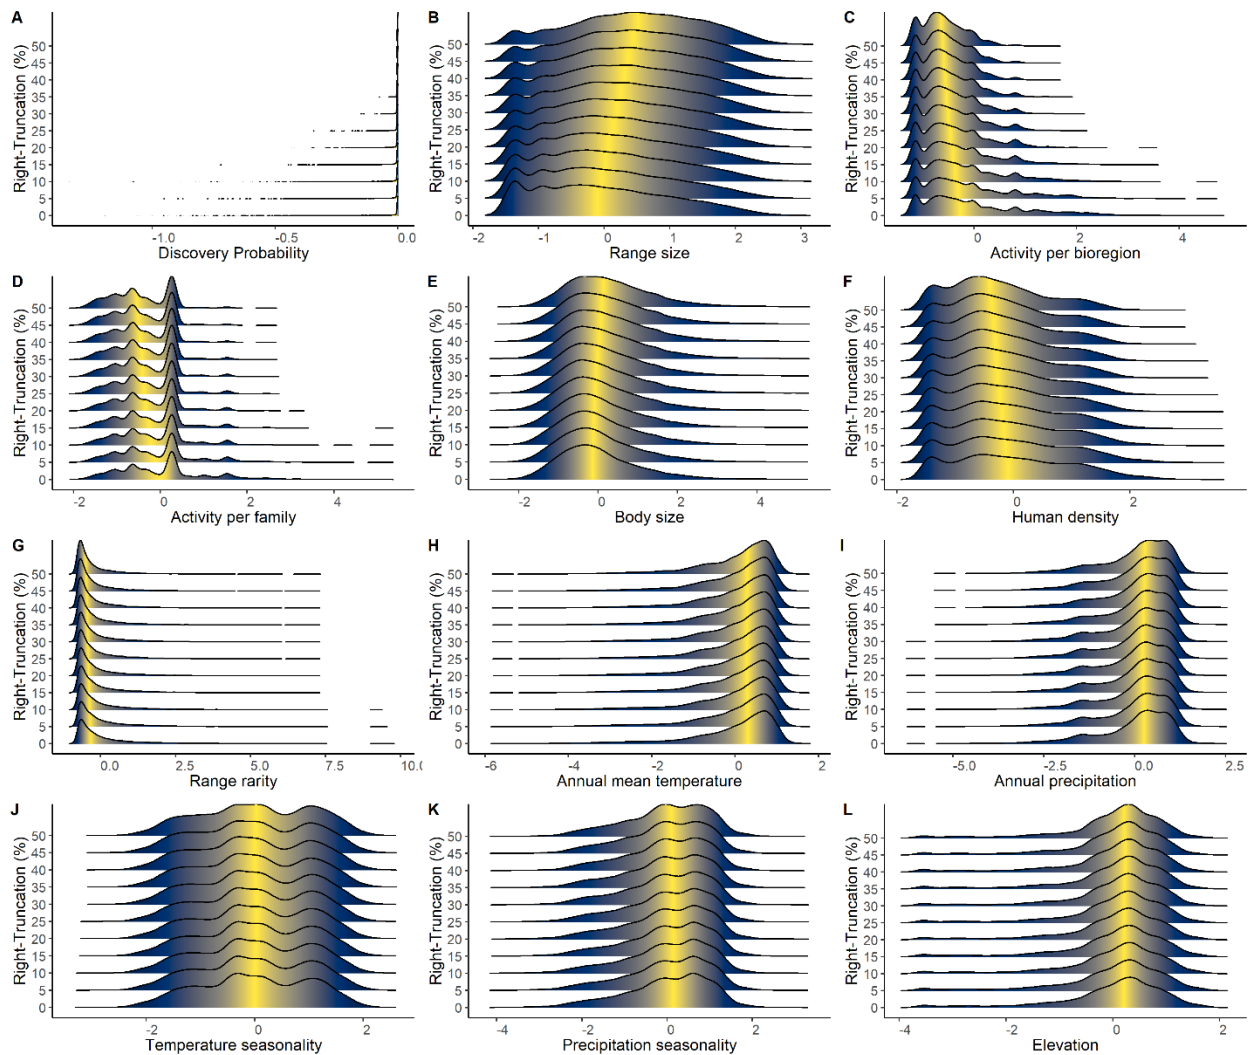 A
Right-Truncation (%)
50
45
40
35
30
25
20
15
10
5
0
-1.0 -0.5 0.0
Discovery Probability
B
Right-Truncation (%)
50
45
40
35
30
25
20
15
10
5
0
-2 -1 0 1 2 3
Range size
C
Right-Truncation (%)
50
45
40
35
30
25
20
15
10
5
0
0 2 4
Activity per bioregion
D
Right-Truncation (%)
50
45
40
35
30
25
20
15
10
5
0
-2 0 2 4
Activity per family
E
Right-Truncation (%)
50
45
40
35
30
25
20
15
10
5
0
-2 0 2 4
Body size
F
Right-Truncation (%)
50
45
40
35
30
25
20
15
10
5
0
-2 0 2
Human density
G
Right-Truncation (%)
50
45
40
35
30
25
20
15
10
5
0
0.0 2.5 5.0 7.5 10.0
Range rarity
H
Right-Truncation (%)
50
45
40
35
30
25
20
15
10
5
0
-6 -4 -2 0 2
Annual mean temperature
I
Right-Truncation (%)
50
45
40
35
30
25
20
15
10
5
0
-5.0 -2.5 0.0 2.5
Annual precipitation
J
Right-Truncation (%)
50
45
40
35
30
25
20
15
10
5
0
-2 0 2
Temperature seasonality
K
Right-Truncation (%)
50
45
40
35
30
25
20
15
10
5
0
-4 -2 0 2
Precipitation seasonality
L
Right-Truncation (%)
50
45
40
35
30
25
20
15
10
5
0
-4 -2 0 2
Elevation